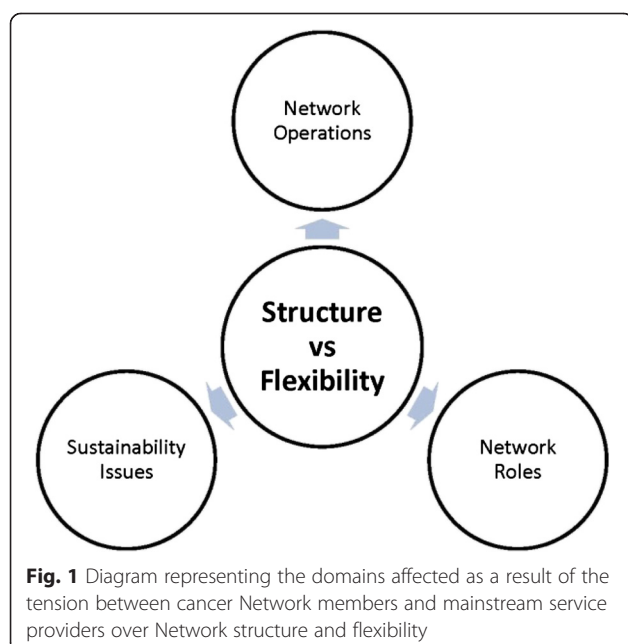 Network
Operations
Structure
vs
Flexibility
Sustainability
Issues
Network
Roles
Fig. 1 Diagram representing the domains affected as a result of the
tension between cancer Network members and mainstream service
providers over Network structure and flexibility